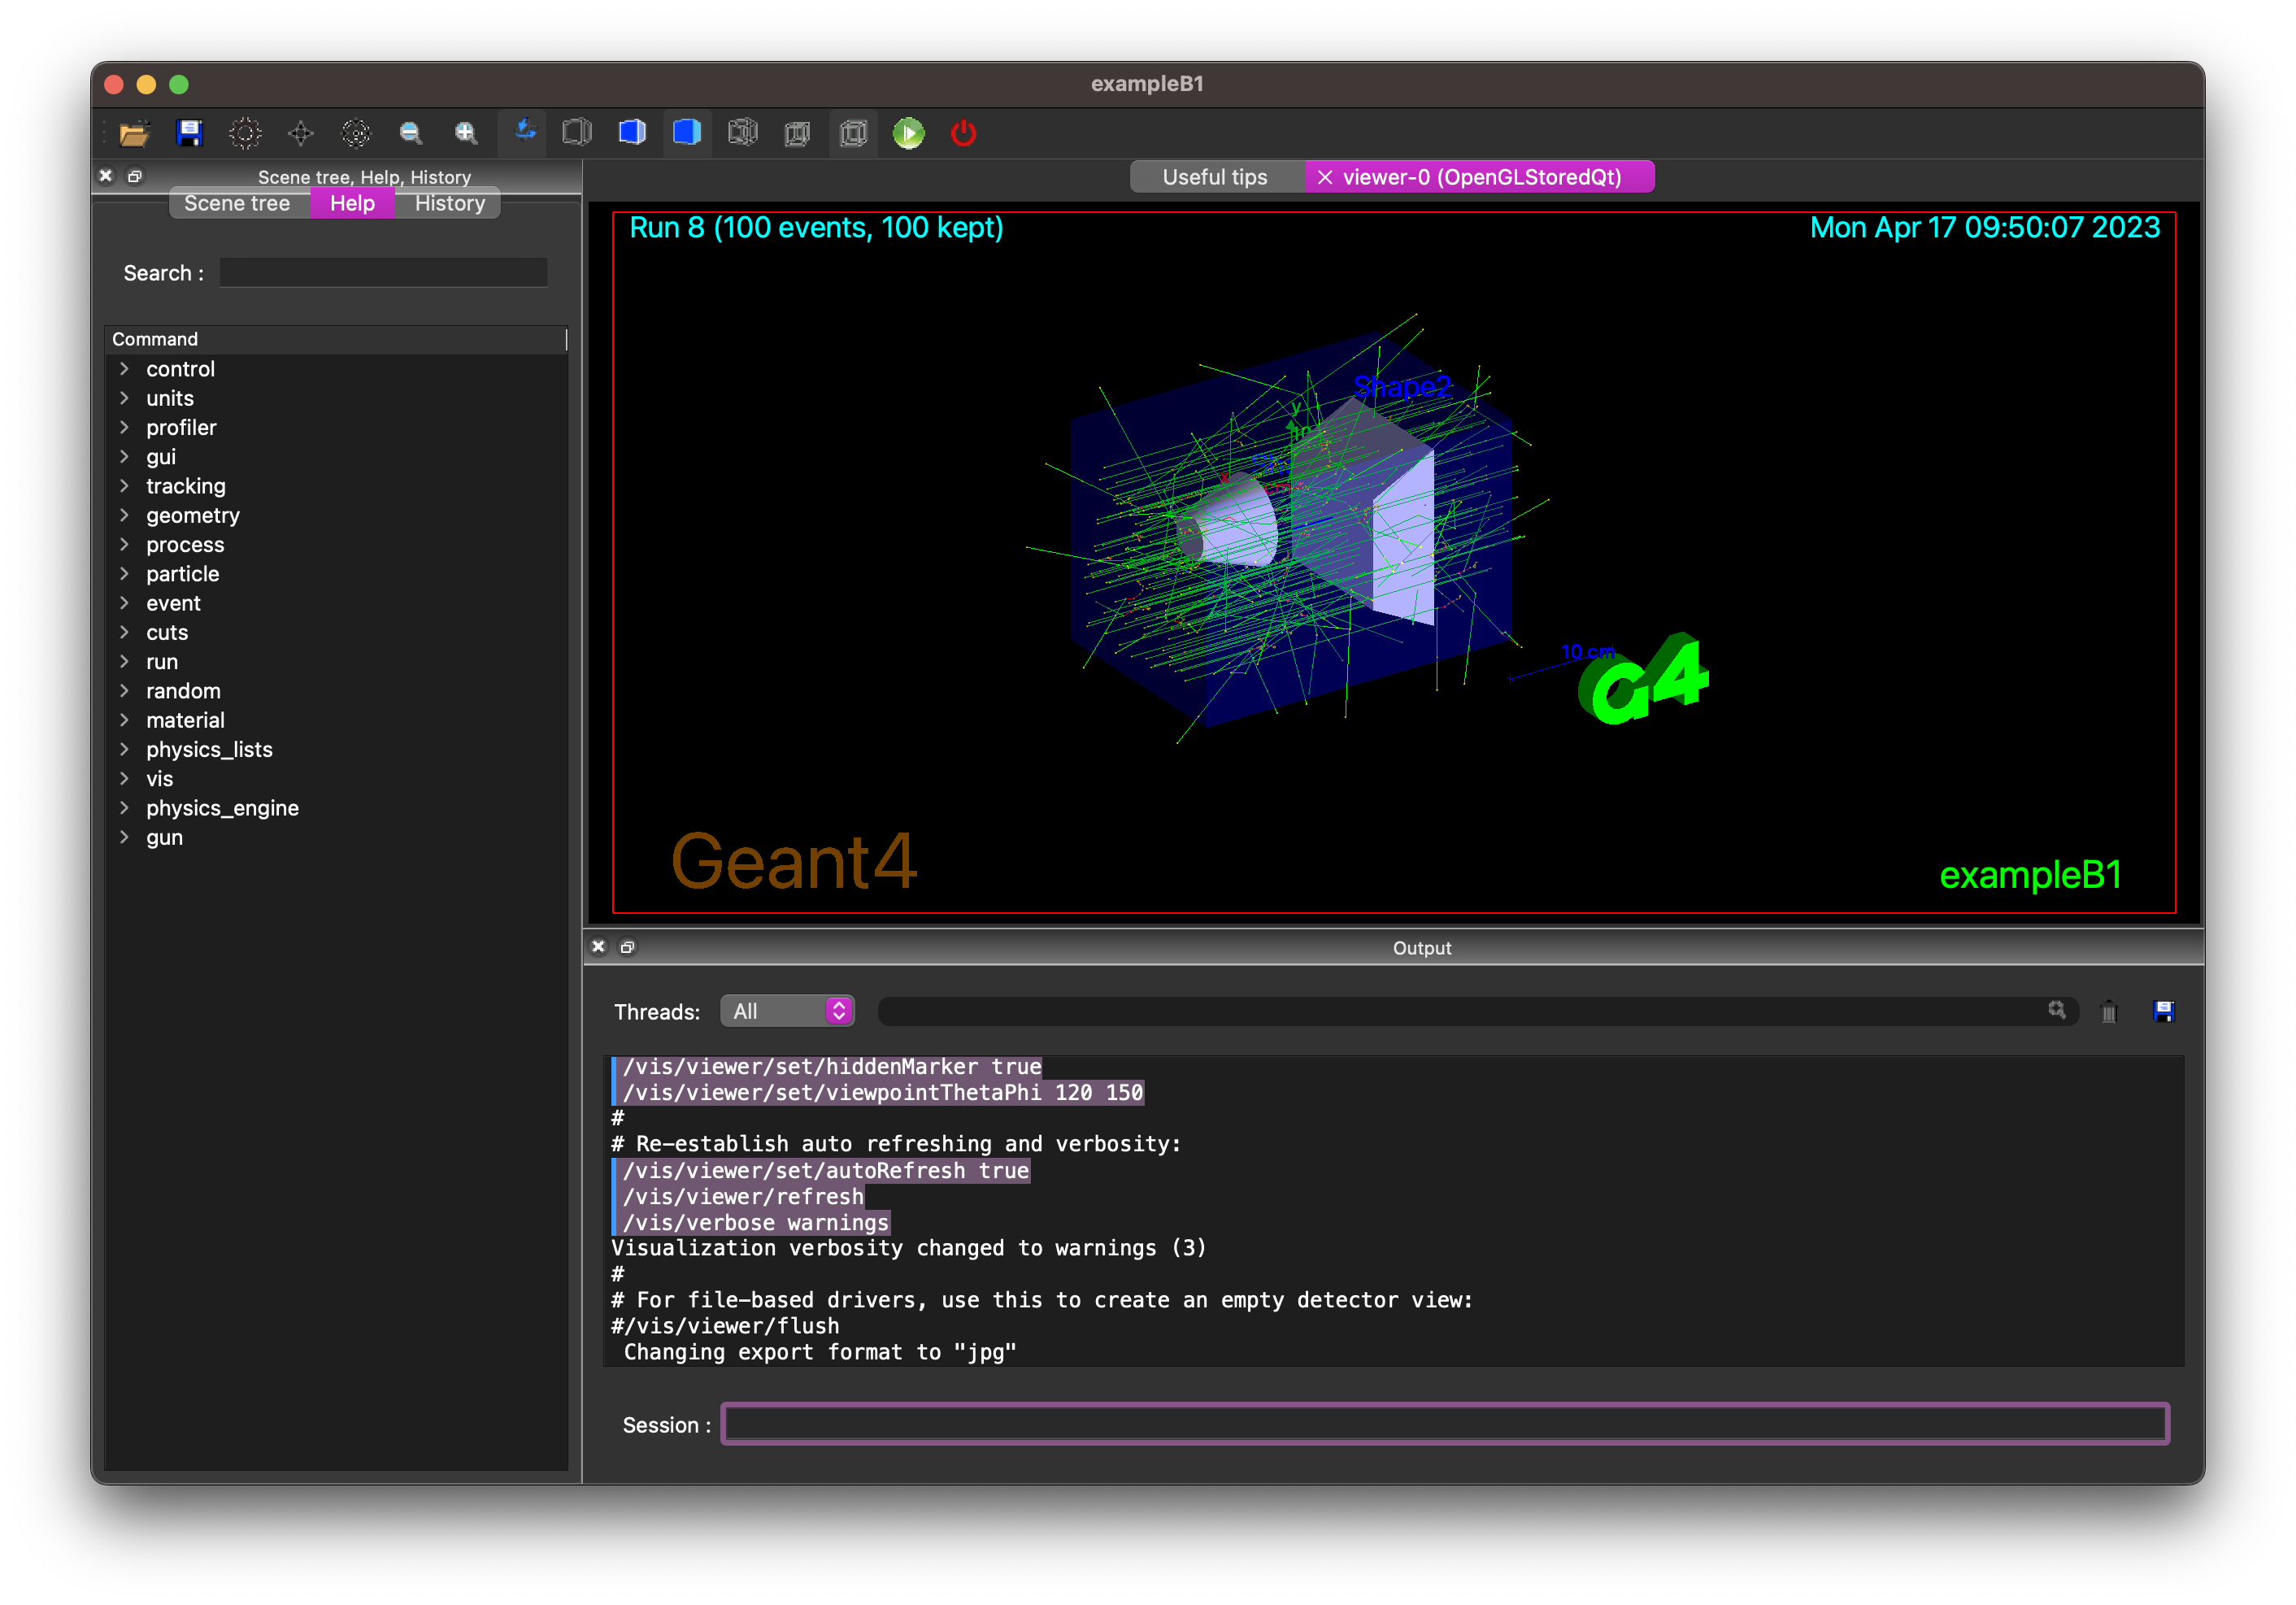 exampleB1
Scene tree, Help, History
Scene tree
Help
History
Search :
Command
control
units
profiler
gui
tracking
geometry
process
particle
event
cuts
run
random
material
physics_lists
vis
physics_engine
gun
Useful tips
viewer-0 (OpenGLStoredQt)
Run 8 (100 events, 100 kept)
Mon Apr 17 09:50:07 2023
Shape2
y
10
x
cm
10 cm
G4
Geant4
exampleB1
Output
Threads:
All
/vis/viewer/set/hiddenMarker true
/vis/viewer/set/viewpointThetaPhi 120 150
#
# Re-establish auto refreshing and verbosity:
/vis/viewer/set/autoRefresh true
/vis/viewer/refresh
/vis/verbose warnings
Visualization verbosity changed to warnings (3)
#
# For file-based drivers, use this to create an empty detector view:
#/vis/viewer/flush
Changing export format to "jpg"
Session :